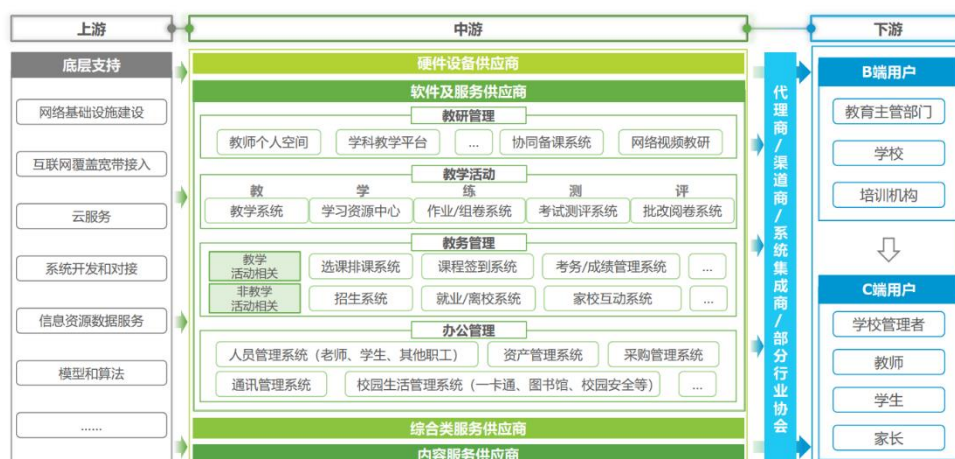 上游
中游
下游
底层支持
网络基础设施建设
互联网覆盖宽带接入
云服务
系统开发和对接
信息资源数据服务
模型和算法
......
硬件设备供应商
软件及服务供应商
教研管理
教师个人空间
学科教学平台
...
协同备课系统
网络视频教研
教学活动
教 学 练 测 评
教学系统
学习资源中心
作业/组卷系统
考试测评系统
批改阅卷系统
教务管理
教学
活动相关
选课排课系统
课程签到系统
考务/成绩管理系统
...
非教学
活动相关
招生系统
就业/离校系统
家校互动系统
...
办公管理
人员管理系统（老师、学生、其他职工）
资产管理系统
采购管理系统
通讯管理系统
校园生活管理系统（一卡通、图书馆、校园安全等）
...
综合类服务供应商
内容服务供应商
代理商/渠道商/系统集成商/部分行业协会
B端用户
教育主管部门
学校
培训机构
C端用户
学校管理者
教师
学生
家长